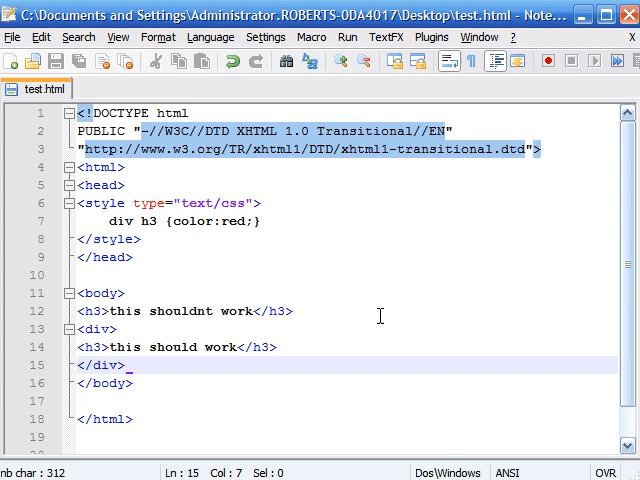 C:\Documents and Settings\Administrator.ROBERTS-0DA4017\Desktop\test.html - Note...
File Edit Search View Format Language Settings Macro Run TextFX Plugins Window ? X
test.html
1 <!DOCTYPE html
2 PUBLIC "-//W3C//DTD XHTML 1.0 Transitional//EN"
3 "http://www.w3.org/TR/xhtml1/DTD/xhtml1-transitional.dtd">
4 <html>
5 <head>
6 <style type="text/css">
7 div h3 {color:red;}
8 </style>
9 </head>
10
11 <body>
12 <h3>this shouldnt work</h3>
13 <div>
14 <h3>this should work</h3>
15 </div>
16 </body>
17
18 </html>
19
nb char : 312 Ln : 15 Col : 7 Sel : 0 Dos\Windows ANSI OVR